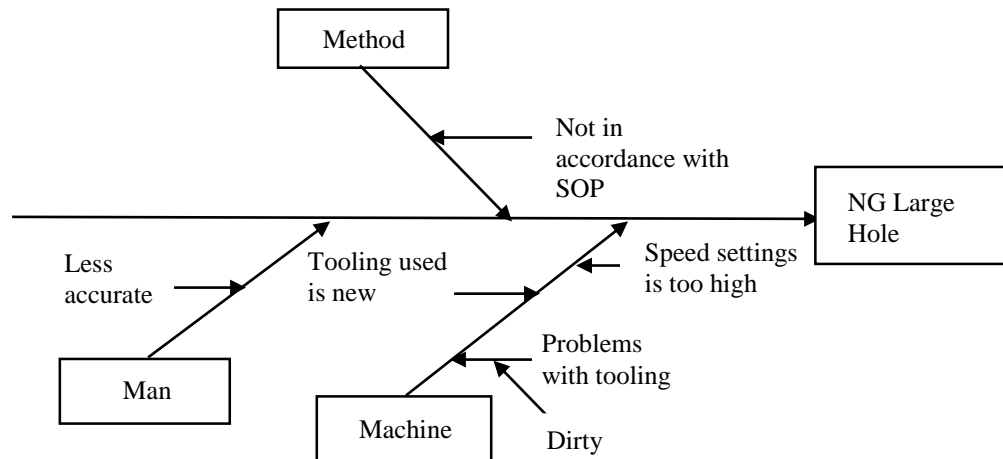 Method
Not in
accordance with
SOP
NG Large
Hole
Less
accurate
Tooling used
is new
Speed settings
is too high
Problems
with tooling
Man
Machine
Dirty